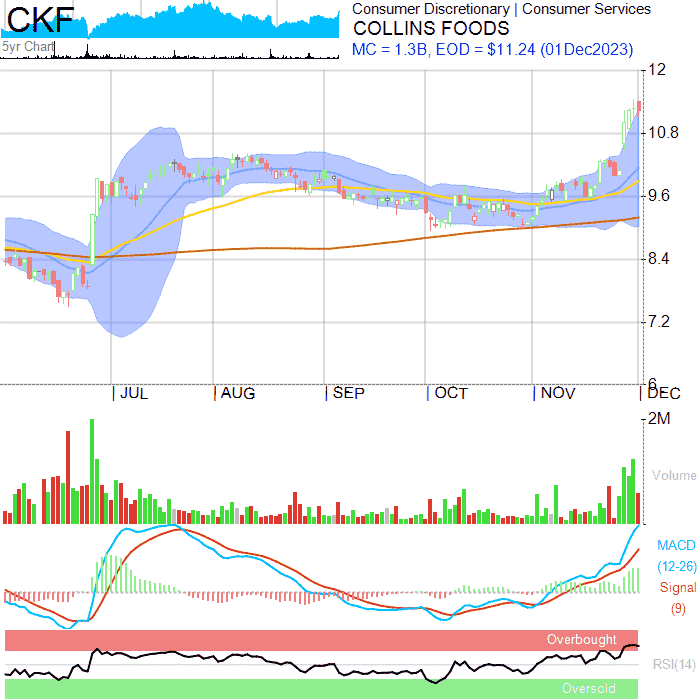 CKF
5yr Chart
Consumer Discretionary | Consumer Services
COLLINS FOODS
MC = 1.3B, EOD = $11.24 (01Dec2023)
12
10.8
9.6
8.4
7.2
6
JUL AUG SEP OCT NOV DEC
2M
Volume
MACD
(12-26)
Signal
(9)
Overbought
RSI(14)
Oversold